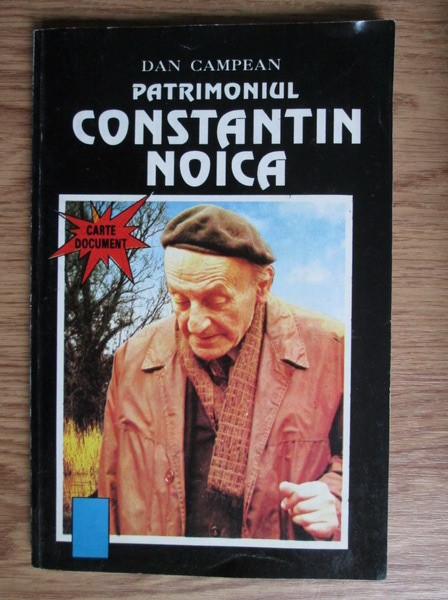 DAN CAMPEAN
PATRIMONIUL
CONSTANTIN
NOICA
CARTE
DOCUMENT